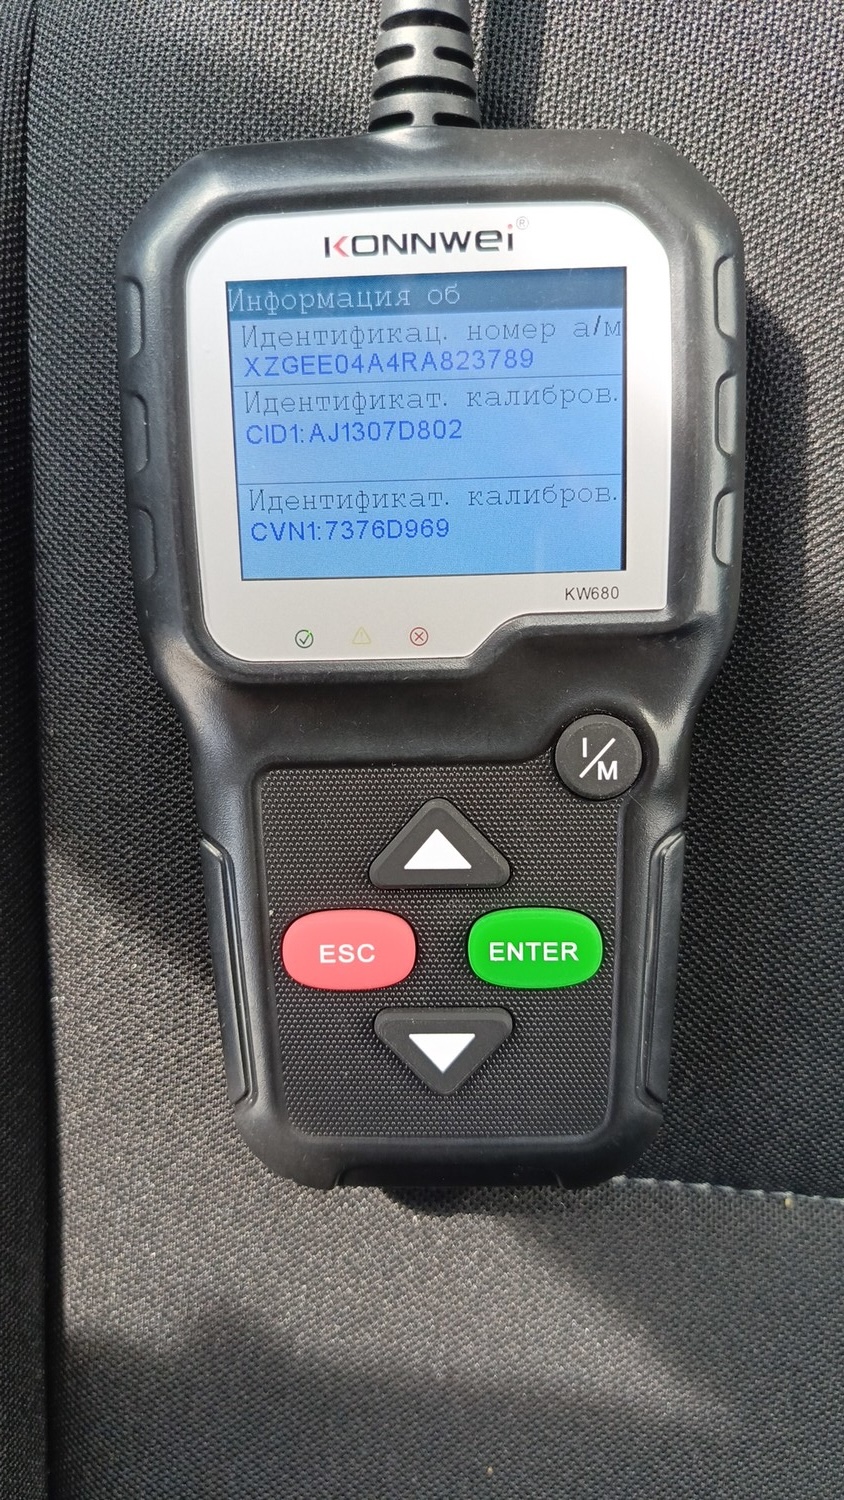 KONNWEI®
Информация об
Идентификац. номер а/м
XZGEE04A4RA823789
Идентификат. калибров.
CID1:AJ1307D802
Идентификат. калибров.
CVN1:7376D969
KW680
I/M
ESC
ENTER